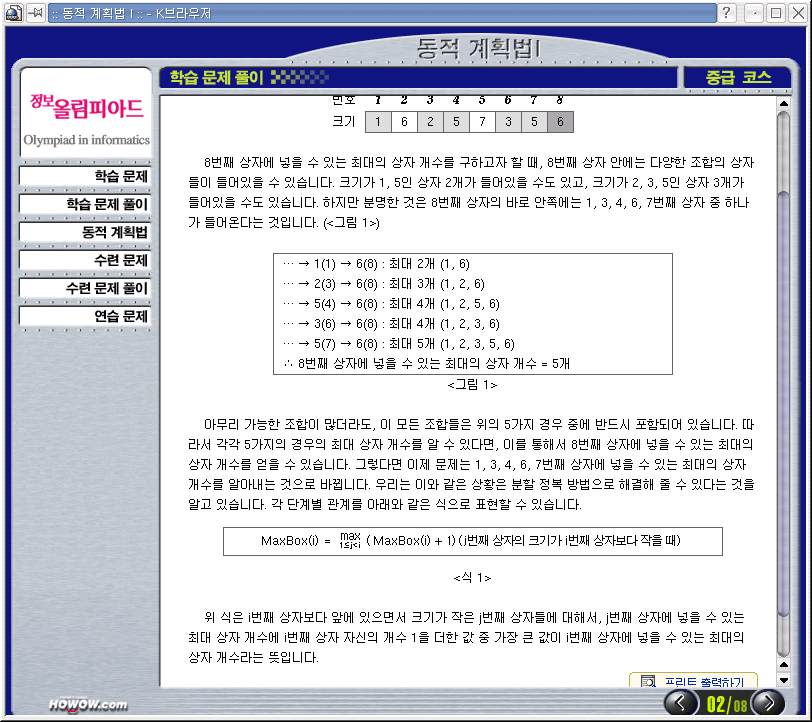 :: 동적 계획법 I :: - K브라우저
동적 계획법I
학습 문제 풀이
중급 코스
정보올림피아드
Olympiad in informatics
학습 문제
학습 문제 풀이
동적 계획법
수련 문제
수련 문제 풀이
연습 문제
번호 1 2 3 4 5 6 7 8
크기 1 6 2 5 7 3 5 6
8번째 상자에 넣을 수 있는 최대의 상자 개수를 구하고자 할 때, 8번째 상자 안에는 다양한 조합의 상자
들이 들어있을 수 있습니다. 크기가 1, 5인 상자 2개가 들어있을 수도 있고, 크기가 2, 3, 5인 상자 3개가
들어있을 수도 있습니다. 하지만 분명한 것은 8번째 상자의 바로 안쪽에는 1, 3, 4, 6, 7번째 상자 중 하나
가 들어온다는 것입니다. (<그림 1>)
… → 1(1) → 6(8) : 최대 2개 (1, 6)
… → 2(3) → 6(8) : 최대 3개 (1, 2, 6)
… → 5(4) → 6(8) : 최대 4개 (1, 2, 5, 6)
… → 3(6) → 6(8) : 최대 4개 (1, 2, 3, 6)
… → 5(7) → 6(8) : 최대 5개 (1, 2, 3, 5, 6)
∴ 8번째 상자에 넣을 수 있는 최대의 상자 개수 = 5개
<그림 1>
아무리 가능한 조합이 많더라도, 이 모든 조합들은 위의 5가지 경우 중에 반드시 포함되어 있습니다. 따
라서 각각 5가지의 경우의 최대 상자 개수를 알 수 있다면, 이를 통해서 8번째 상자에 넣을 수 있는 최대의
상자 개수를 얻을 수 있습니다. 그렇다면 이제 문제는 1, 3, 4, 6, 7번째 상자에 넣을 수 있는 최대의 상자
개수를 알아내는 것으로 바뀝니다. 우리는 이와 같은 상황은 분할 정복 방법으로 해결해 줄 수 있다는 것을
알고 있습니다. 각 단계별 관계를 아래와 같은 식으로 표현할 수 있습니다.
MaxBox(i) = max 1≤j<i ( MaxBox(i) + 1) (j번째 상자의 크기가 i번째 상자보다 작을 때)
<식 1>
위 식은 i번째 상자보다 앞에 있으면서 크기가 작은 j번째 상자들에 대해서, j번째 상자에 넣을 수 있는
최대 상자 개수에 i번째 상자 자신의 개수 1을 더한 값 중 가장 큰 값이 i번째 상자에 넣을 수 있는 최대의
상자 개수라는 뜻입니다.
프린트 출력하기
HOWOW.com
02/08